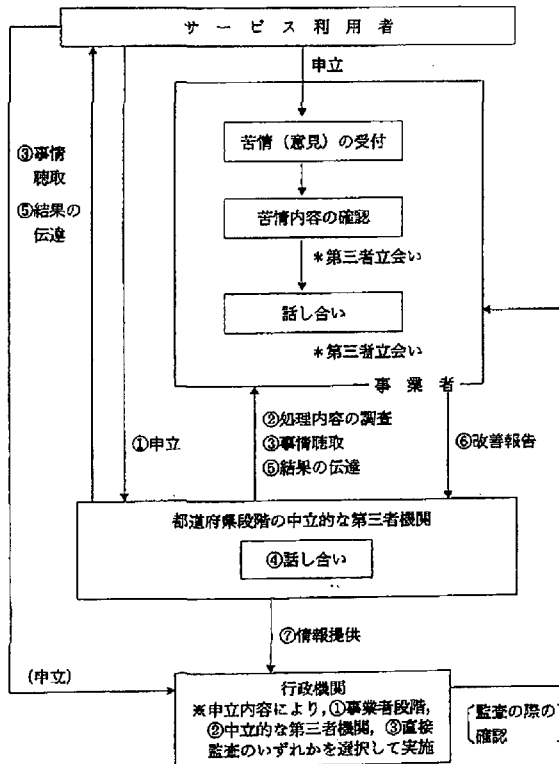 サービス利用者
申立
苦情（意見）の受付
③事情
聴取
⑤結果の
伝達
苦情内容の確認
＊第三者立会い
話し合い
＊第三者立会い
事業者
①申立
②処理内容の調査
③事情聴取
⑤結果の伝達
⑥改善報告
都道府県段階の中立的な第三者機関
④話し合い
⑦情報提供
(申立)
行政機関
※申立内容により，①事業者段階，
②中立的な第三者機関，③直接
監査のいずれかを選択して実施
監査の際の
確認